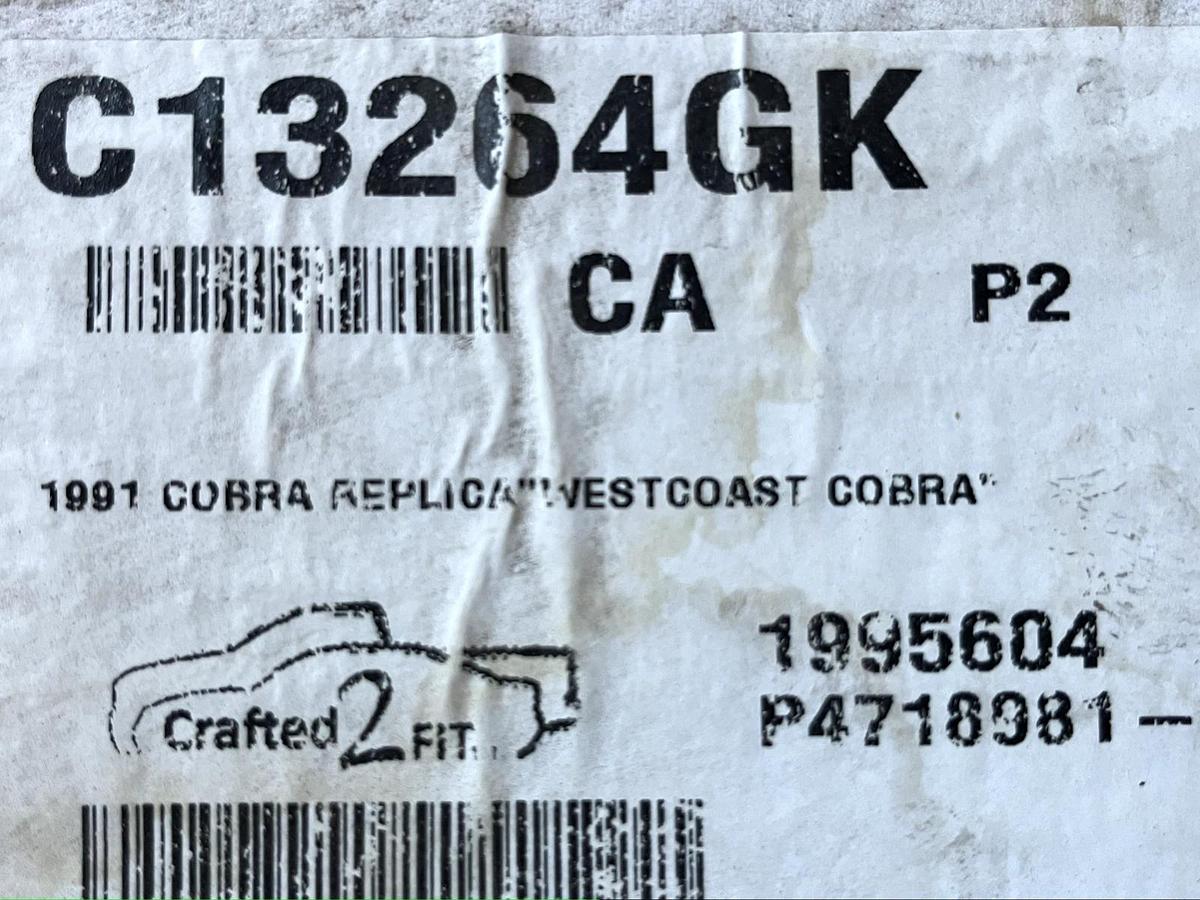 C13264GK
CA P2
1991 COBRA REPLICA"WESTCOAST COBRA"
1995604
P4718981 –
Crafted 2 FiT